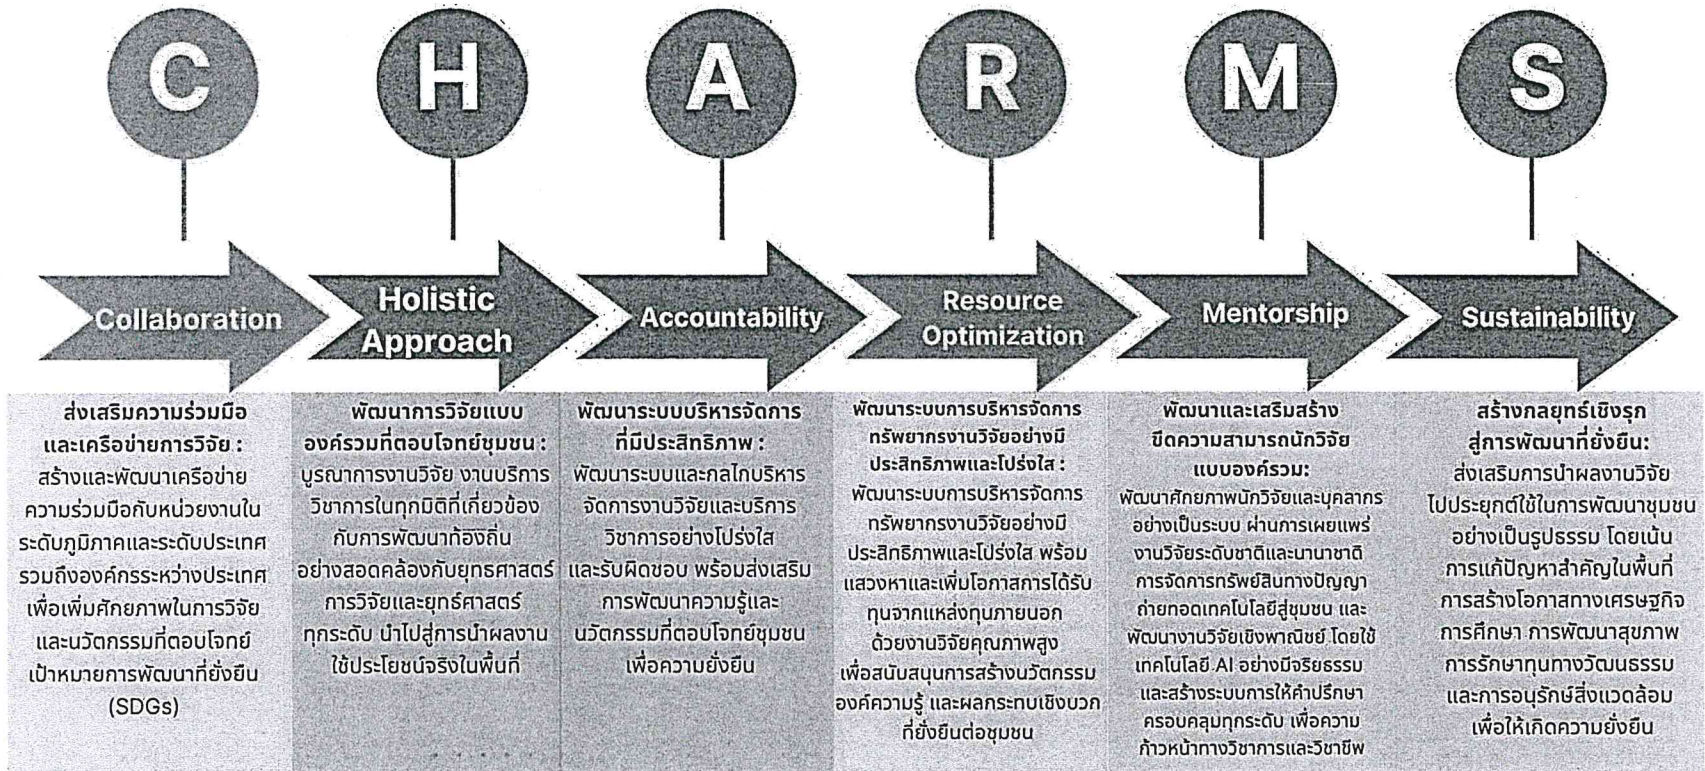 C
H
A
R
M
S
Collaboration
Holistic
Approach
Accountability
Resource
Optimization
Mentorship
Sustainability
ส่งเสริมความร่วมมือ
และเครือข่ายการวิจัย :
สร้างและพัฒนาเครือข่าย
ความร่วมมือกับหน่วยงานใน
ระดับภูมิภาคและระดับประเทศ
รวมถึงองค์กรระหว่างประเทศ
เพื่อเพิ่มศักยภาพในการวิจัย
และนวัตกรรมที่ตอบโจทย์
เป้าหมายการพัฒนาที่ยั่งยืน
(SDGs)
พัฒนาการวิจัยแบบ
องค์รวมที่ตอบโจทย์ชุมชน :
บูรณาการงานวิจัย งานบริการ
วิชาการในทุกมิติที่เกี่ยวข้อง
กับการพัฒนาท้องถิ่น
อย่างสอดคล้องกับยุทธศาสตร์
การวิจัยและยุทธ์ศาสตร์
ทุกระดับ นำไปสู่การนำผลงาน
ใช้ประโยชน์จริงในพื้นที่
พัฒนาระบบบริหารจัดการ
ที่มีประสิทธิภาพ :
พัฒนาระบบและกลไกบริหาร
จัดการงานวิจัยและบริการ
วิชาการอย่างโปร่งใส
และรับผิดชอบ พร้อมส่งเสริม
การพัฒนาความรู้และ
นวัตกรรมที่ตอบโจทย์ชุมชน
เพื่อความยั่งยืน
พัฒนาระบบการบริหารจัดการ
ทรัพยากรงานวิจัยอย่างมี
ประสิทธิภาพและโปร่งใส :
พัฒนาระบบการบริหารจัดการ
ทรัพยากรงานวิจัยอย่างมี
ประสิทธิภาพและโปร่งใส พร้อม
แสวงหาและเพิ่มโอกาสการได้รับ
ทุนจากแหล่งทุนภายนอก
ด้วยงานวิจัยคุณภาพสูง
เพื่อสนับสนุนการสร้างนวัตกรรม
องค์ความรู้ และผลกระทบเชิงบวก
ที่ยั่งยืนต่อชุมชน
พัฒนาและเสริมสร้าง
ขีดความสามารถนักวิจัย
แบบองค์รวม:
พัฒนาศักยภาพนักวิจัยและบุคลากร
อย่างเป็นระบบ ผ่านการเผยแพร่
งานวิจัยระดับชาติและนานาชาติ
การจัดการทรัพย์สินทางปัญญา
ถ่ายทอดเทคโนโลยีสู่ชุมชน และ
พัฒนางานวิจัยเชิงพาณิชย์ โดยใช้
เทคโนโลยี AI อย่างมีจริยธรรม
และสร้างระบบการให้คำปรึกษา
ครอบคลุมทุกระดับ เพื่อความ
ก้าวหน้าทางวิชาการและวิชาชีพ
สร้างกลยุทธ์เชิงรุก
สู่การพัฒนาที่ยั่งยืน:
ส่งเสริมการนำผลงานวิจัย
ไปประยุกต์ใช้ในการพัฒนาชุมชน
อย่างเป็นรูปธรรม โดยเน้น
การแก้ปัญหาสำคัญในพื้นที่
การสร้างโอกาสทางเศรษฐกิจ
การศึกษา การพัฒนาสุขภาพ
การรักษาทุนทางวัฒนธรรม
และการอนุรักษ์สิ่งแวดล้อม
เพื่อให้เกิดความยั่งยืน